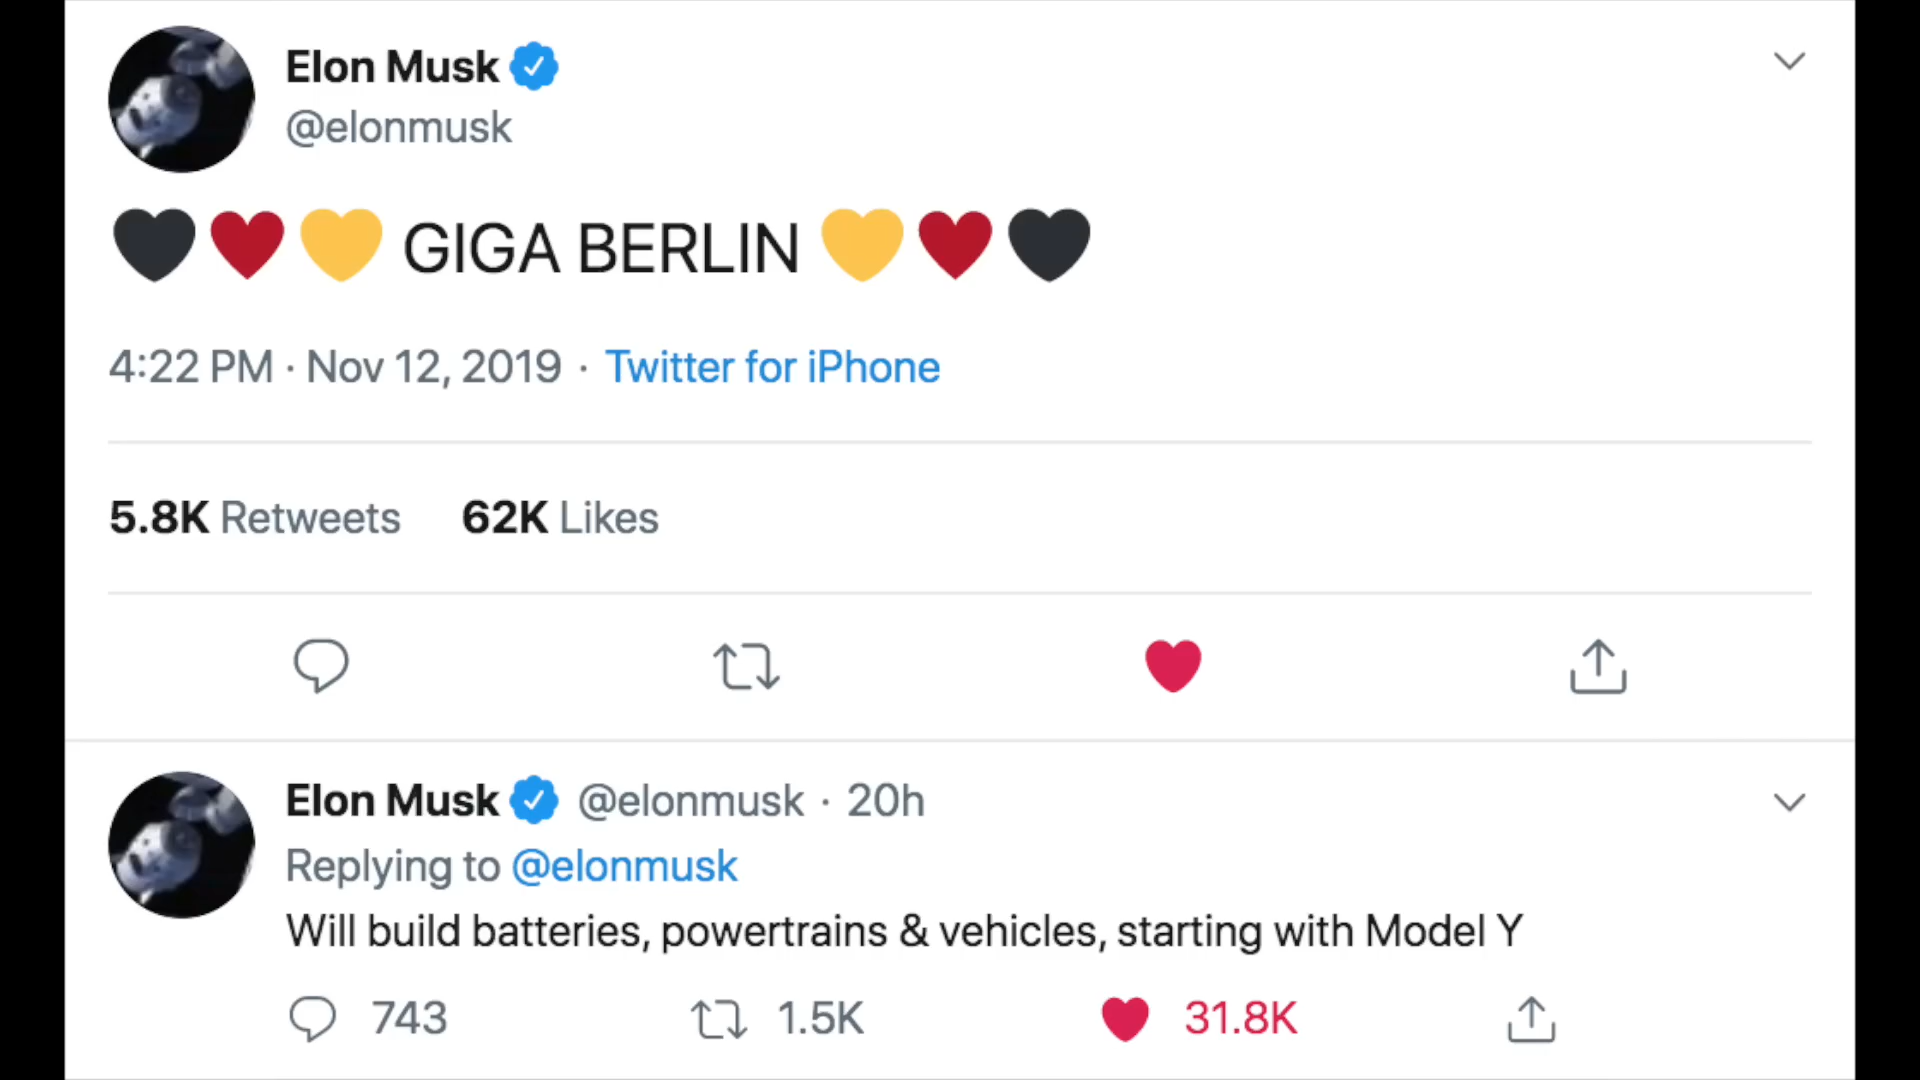 Elon Musk
@elonmusk
🖤❤️💛 GIGA BERLIN 💛❤️🖤
4:22 PM · Nov 12, 2019 · Twitter for iPhone
5.8K Retweets 62K Likes
Elon Musk @elonmusk · 20h
Replying to @elonmusk
Will build batteries, powertrains & vehicles, starting with Model Y
743 1.5K 31.8K